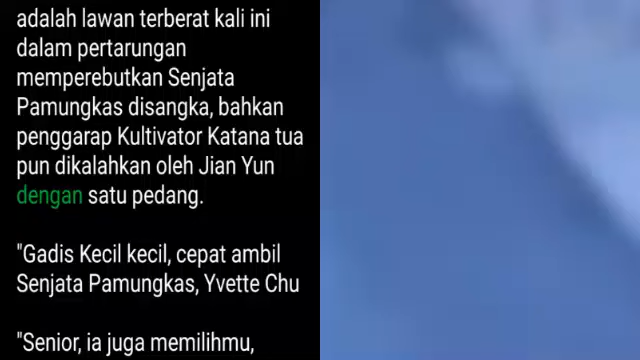 adalah lawan terberat kali ini
dalam pertarungan
memperebutkan Senjata
Pamungkas disangka, bahkan
penggarap Kultivator Katana tua
pun dikalahkan oleh Jian Yun
dengan satu pedang.
"Gadis Kecil kecil, cepat ambil
Senjata Pamungkas, Yvette Chu
"Senior, ia juga memilihmu,